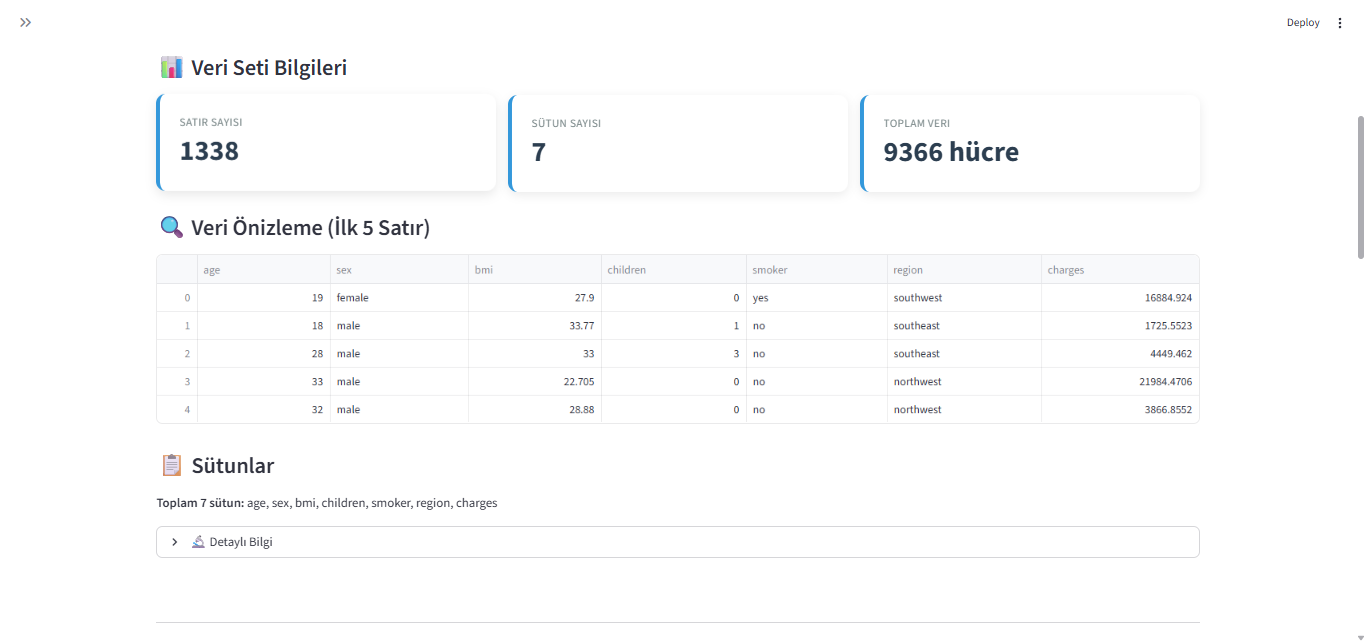 Deploy
Veri Seti Bilgileri
SATIR SAYISI
1338
SÜTUN SAYISI
7
TOPLAM VERI
9366 hücre
Veri Önizleme (İlk 5 Satır)
age sex bmi children smoker region charges
0 19 female 27.9 0 yes southwest 16884.924
1 18 male 33.77 1 no southeast 1725.5523
2 28 male 33 3 no southeast 4449.462
3 33 male 22.705 0 no northwest 21984.4706
4 32 male 28.88 0 no northwest 3866.8552
Sütunlar
Toplam 7 sütun: age, sex, bmi, children, smoker, region, charges
Detaylı Bilgi